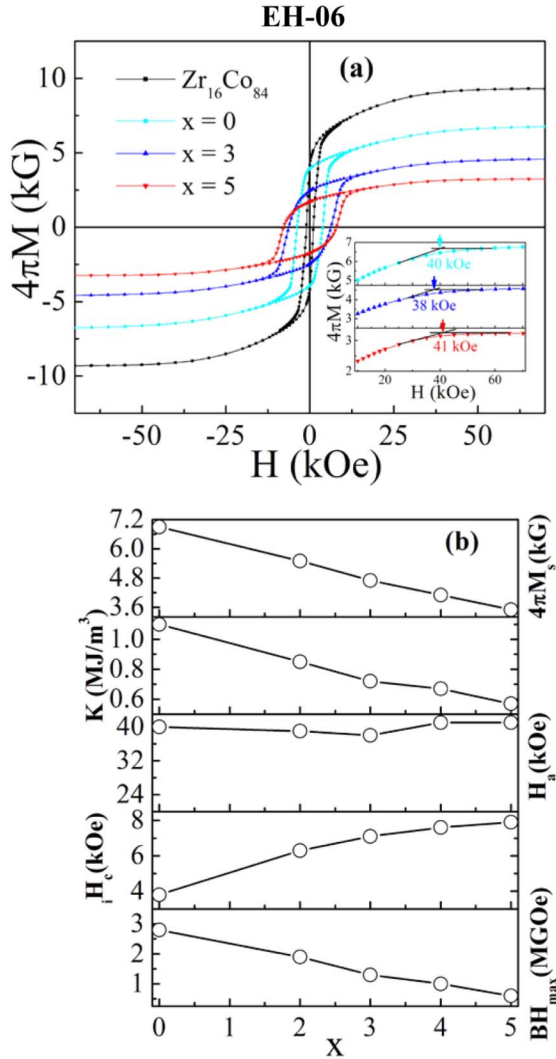 EH-06
(a)
Zr16Co84
x = 0
x = 3
x = 5
4πM (kG)
10
5
0
-5
-10
-50
-25
0
25
50
H (kOe)
4πM (kG)
7
6
5
4
3
3
2
40 kOe
38 kOe
41 kOe
20
40
60
H (kOe)
(b)
7.2
6.0
4.8
3.6
4πMs (kG)
K (MJ/m3)
1.0
0.8
0.6
40
32
24
Ha (kOe)
iHc (kOe)
8
6
4
3
2
1
BHmax (MGOe)
0
1
2
3
4
5
x